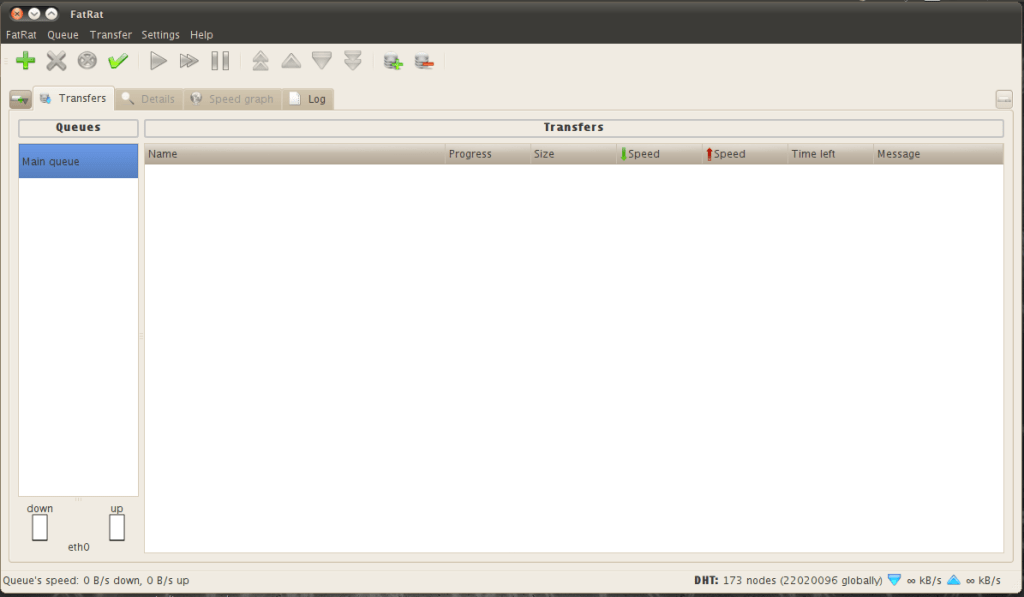 FatRat
FatRat Queue Transfer Settings Help
Transfers Details Speed graph Log
Queues Transfers
Main queue
Name Progress Size Speed Speed Time left Message
down up
eth0
Queue's speed: 0 B/s down, 0 B/s up DHT: 173 nodes (22020096 globally) ∞ kB/s ∞ kB/s